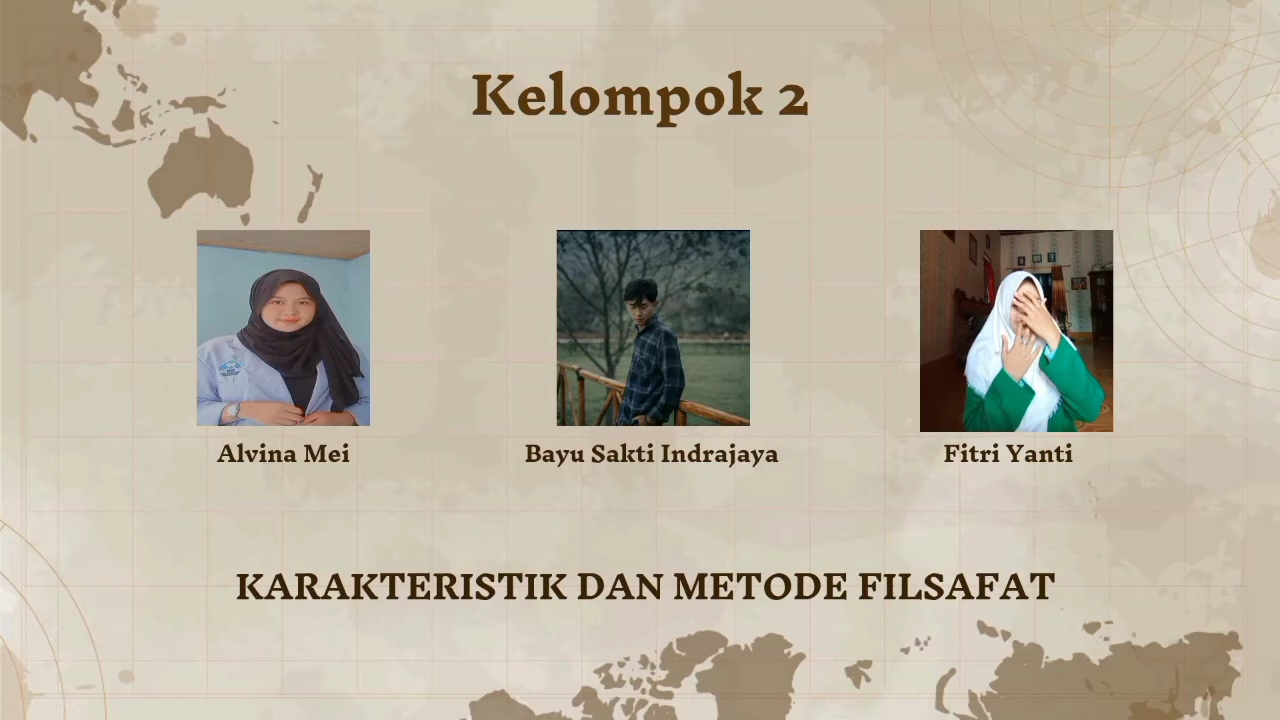 Kelompok 2
Alvina Mei
Bayu Sakti Indrajaya
Fitri Yanti
KARAKTERISTIK DAN METODE FILSAFAT